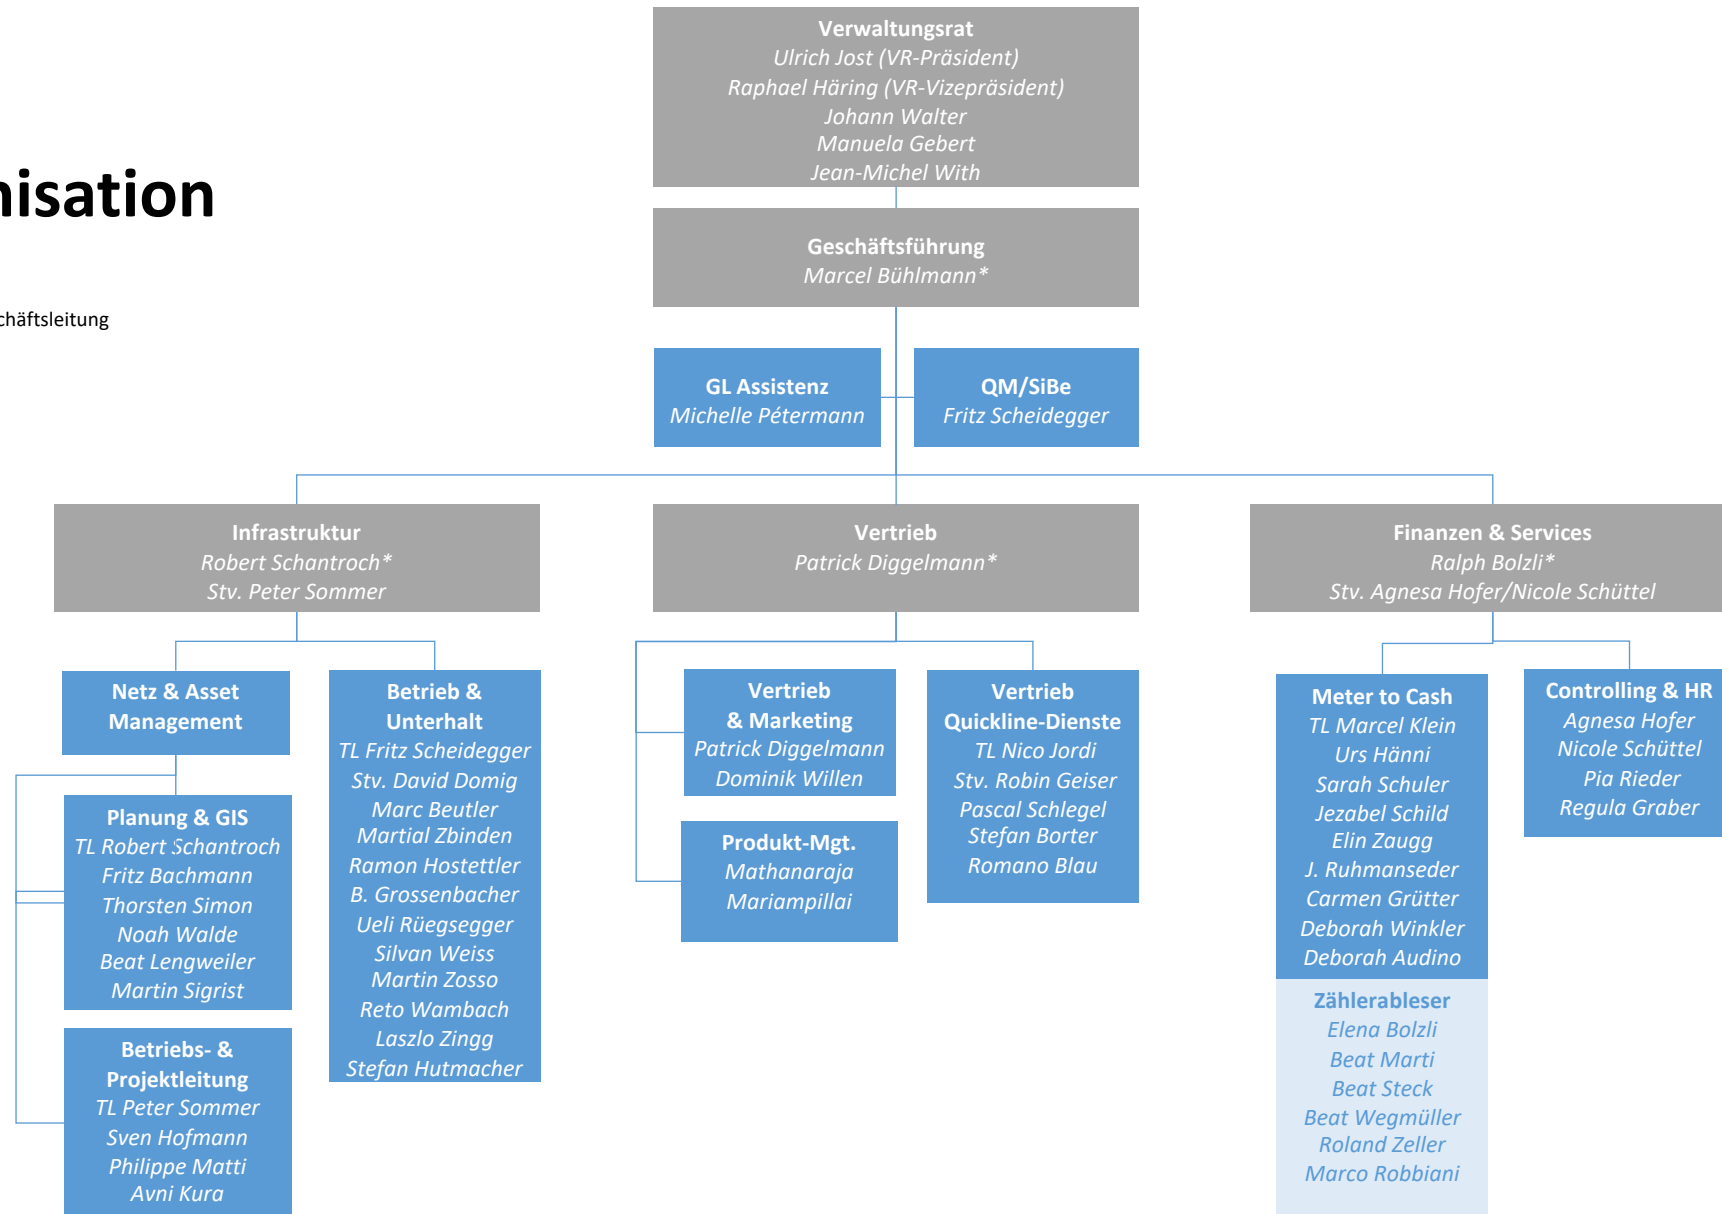 Verwaltungsrat
Ulrich Jost (VR-Präsident)
Raphael Häring (VR-Vizepräsident)
Johann Walter
Manuela Gebert
Jean-Michel With
nisation
Geschäftsführung
Marcel Bühlmann*
chäftsleitung
GL Assistenz
Michelle Pétermann
QM/SiBe
Fritz Scheidegger
Infrastruktur
Robert Schantroch*
Stv. Peter Sommer
Vertrieb
Patrick Diggelmann*
Finanzen & Services
Ralph Bolzli*
Stv. Agnesa Hofer/Nicole Schüttel
Netz & Asset
Management
Planung & GIS
TL Robert Schantroch
Fritz Bachmann
Thorsten Simon
Noah Walde
Beat Lengweiler
Martin Sigrist
Betriebs- &
Projektleitung
TL Peter Sommer
Sven Hofmann
Philippe Matti
Avni Kura
Betrieb &
Unterhalt
TL Fritz Scheidegger
Stv. David Domig
Marc Beutler
Martial Zbinden
Ramon Hostettler
B. Grossenbacher
Ueli Rüegsegger
Silvan Weiss
Martin Zosso
Reto Wambach
Laszlo Zingg
Stefan Hutmacher
Vertrieb
& Marketing
Patrick Diggelmann
Dominik Willen
Produkt-Mgt.
Mathanaraja
Mariampillai
Vertrieb
Quickline-Dienste
TL Nico Jordi
Stv. Robin Geiser
Pascal Schlegel
Stefan Borter
Romano Blau
Meter to Cash
TL Marcel Klein
Urs Hänni
Sarah Schuler
Jezabel Schild
Elin Zaugg
J. Ruhmanseder
Carmen Grütter
Deborah Winkler
Deborah Audino
Zählerableser
Elena Bolzli
Beat Marti
Beat Steck
Beat Wegmüller
Roland Zeller
Marco Robbiani
Controlling & HR
Agnesa Hofer
Nicole Schüttel
Pia Rieder
Regula Graber